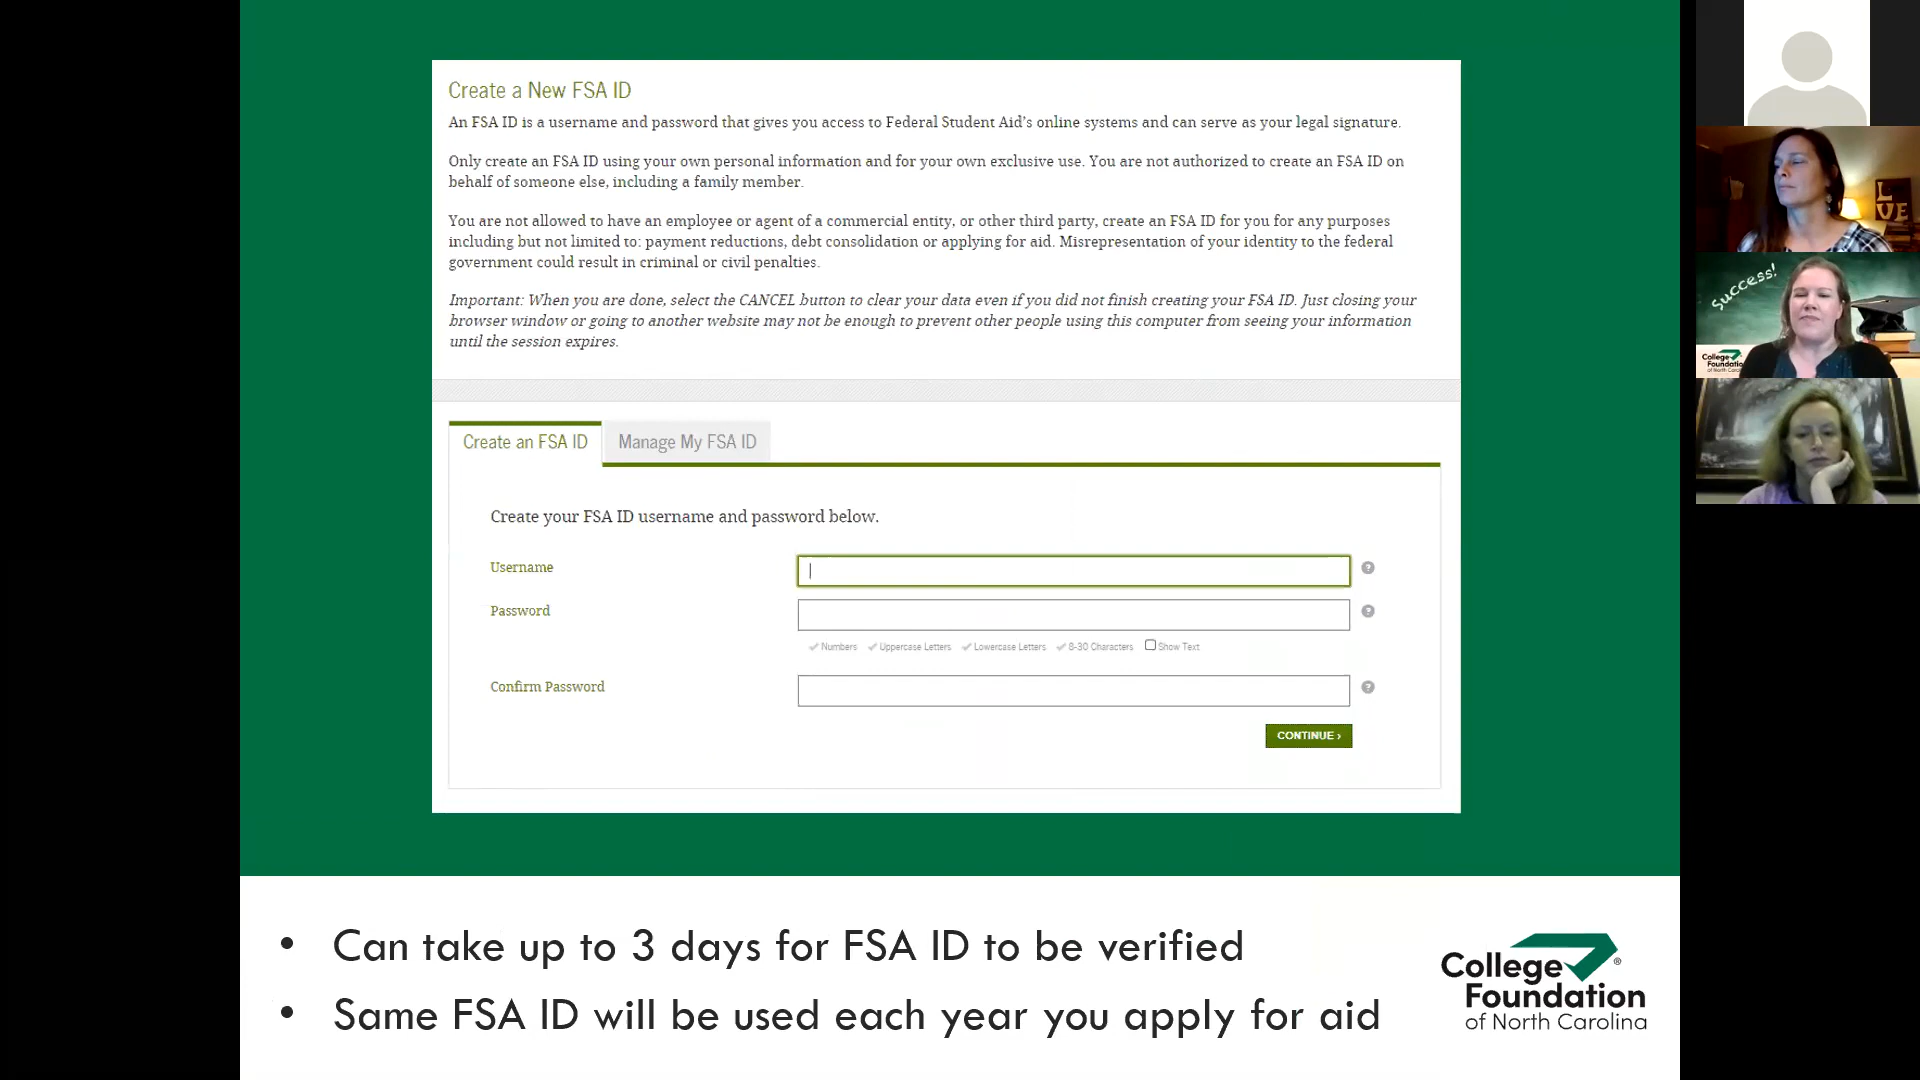 Create a New FSA ID
An FSA ID is a username and password that gives you access to Federal Student Aid's online systems and can serve as your legal signature.
Only create an FSA ID using your own personal information and for your own exclusive use. You are not authorized to create an FSA ID on
behalf of someone else, including a family member.
You are not allowed to have an employee or agent of a commercial entity, or other third party, create an FSA ID for you for any purposes
including but not limited to: payment reductions, debt consolidation or applying for aid. Misrepresentation of your identity to the federal
government could result in criminal or civil penalties.
Important: When you are done, select the CANCEL button to clear your data even if you did not finish creating your FSA ID. Just closing your
browser window or going to another website may not be enough to prevent other people using this computer from seeing your information
until the session expires.
Create an FSA ID Manage My FSA ID
Create your FSA ID username and password below.
Username ?
Password ?
Numbers Uppercase Letters Lowercase Letters 8-30 Characters Show Text
Confirm Password ?
CONTINUE ›
• Can take up to 3 days for FSA ID to be verified
• Same FSA ID will be used each year you apply for aid
College ®
Foundation
of North Carolina
LOVE
Success!
College
Foundation
of North Carol